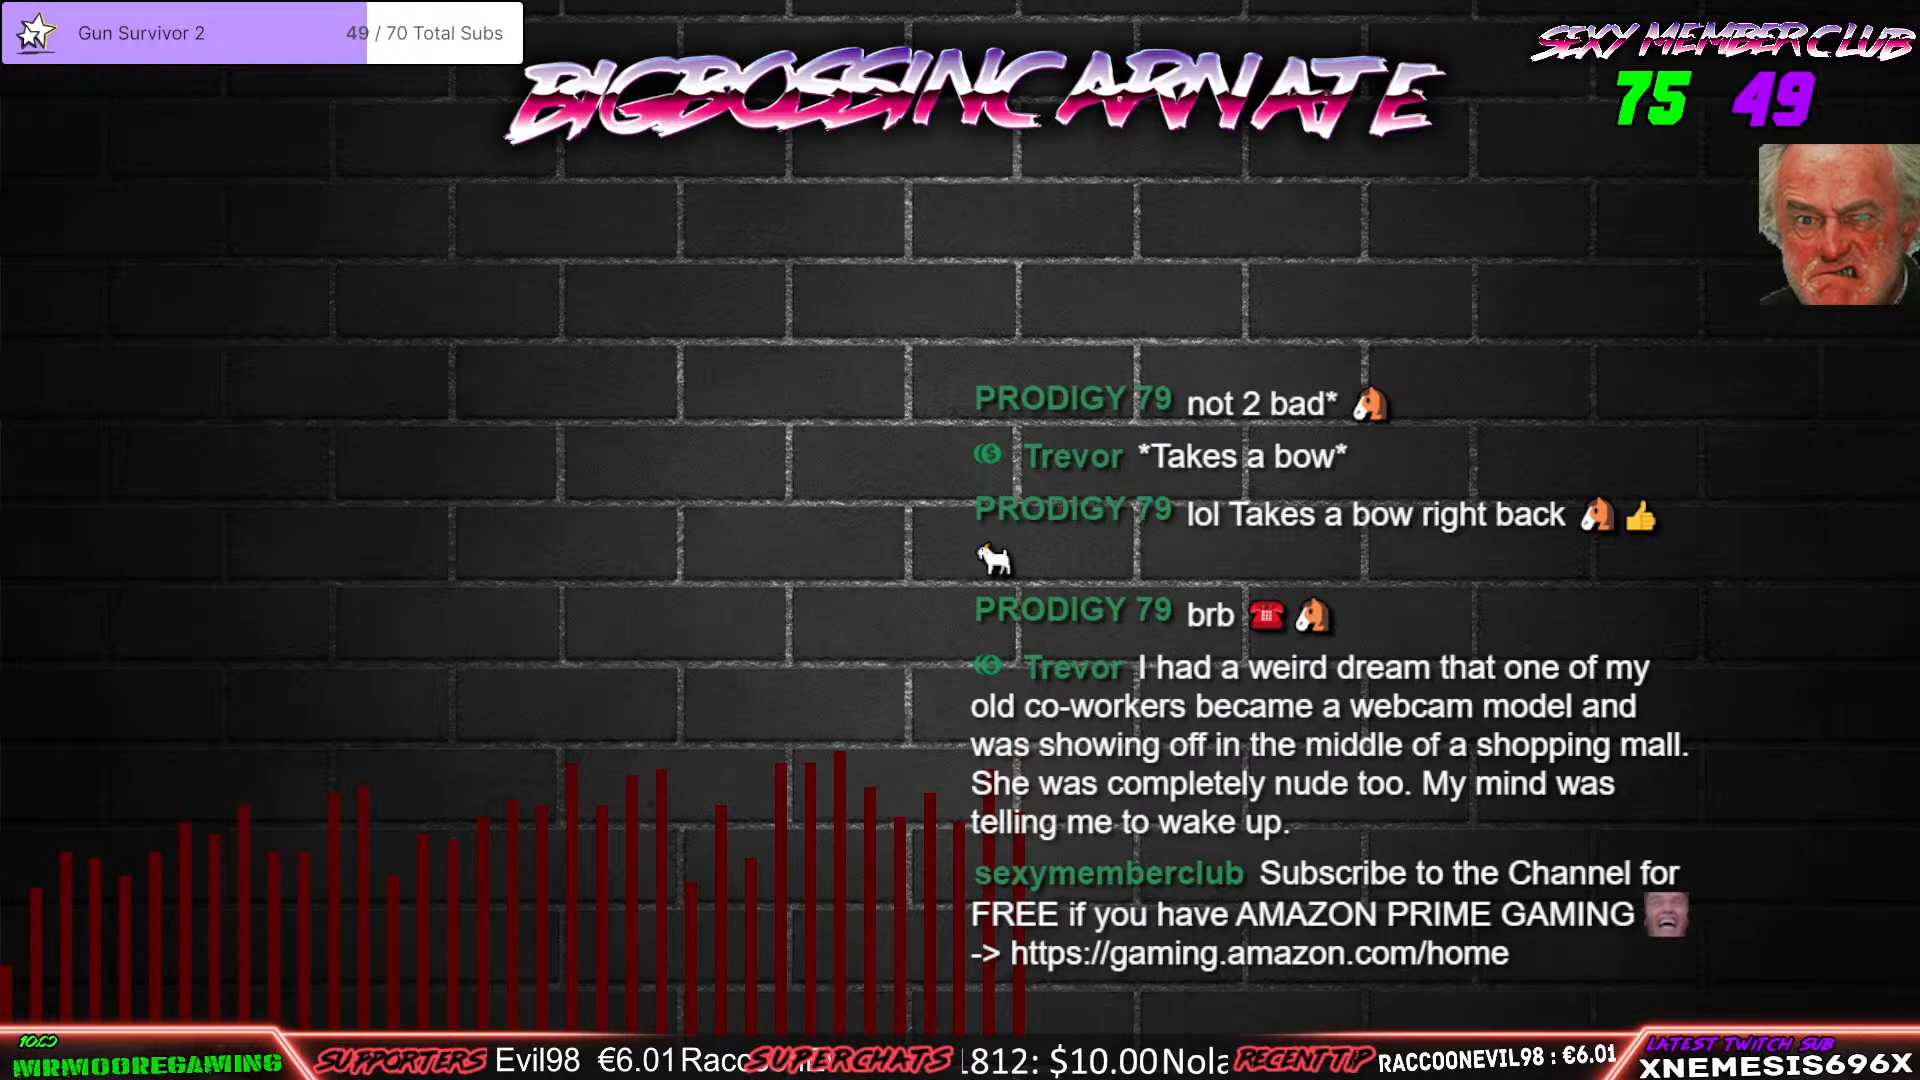 Gun Survivor 2
49 / 70 Total Subs
BIGBOSSINCARNATE
SEXY MEMBER CLUB
75 49
PRODIGY 79 not 2 bad*
Trevor *Takes a bow*
PRODIGY 79 lol Takes a bow right back
PRODIGY 79 brb
Trevor I had a weird dream that one of my
old co-workers became a webcam model and
was showing off in the middle of a shopping mall.
She was completely nude too. My mind was
telling me to wake up.
sexymemberclub Subscribe to the Channel for
FREE if you have AMAZON PRIME GAMING
-> https://gaming.amazon.com/home
MRMOOREGAMING
SUPPORTERS Evil98 €6.01 Racc
SUPERCHATS 1812: $10.00 Nola
RECENT TIP RACCOONEVIL98 : €6.01
LATEST TWITCH SUB
XNEMESIS696X